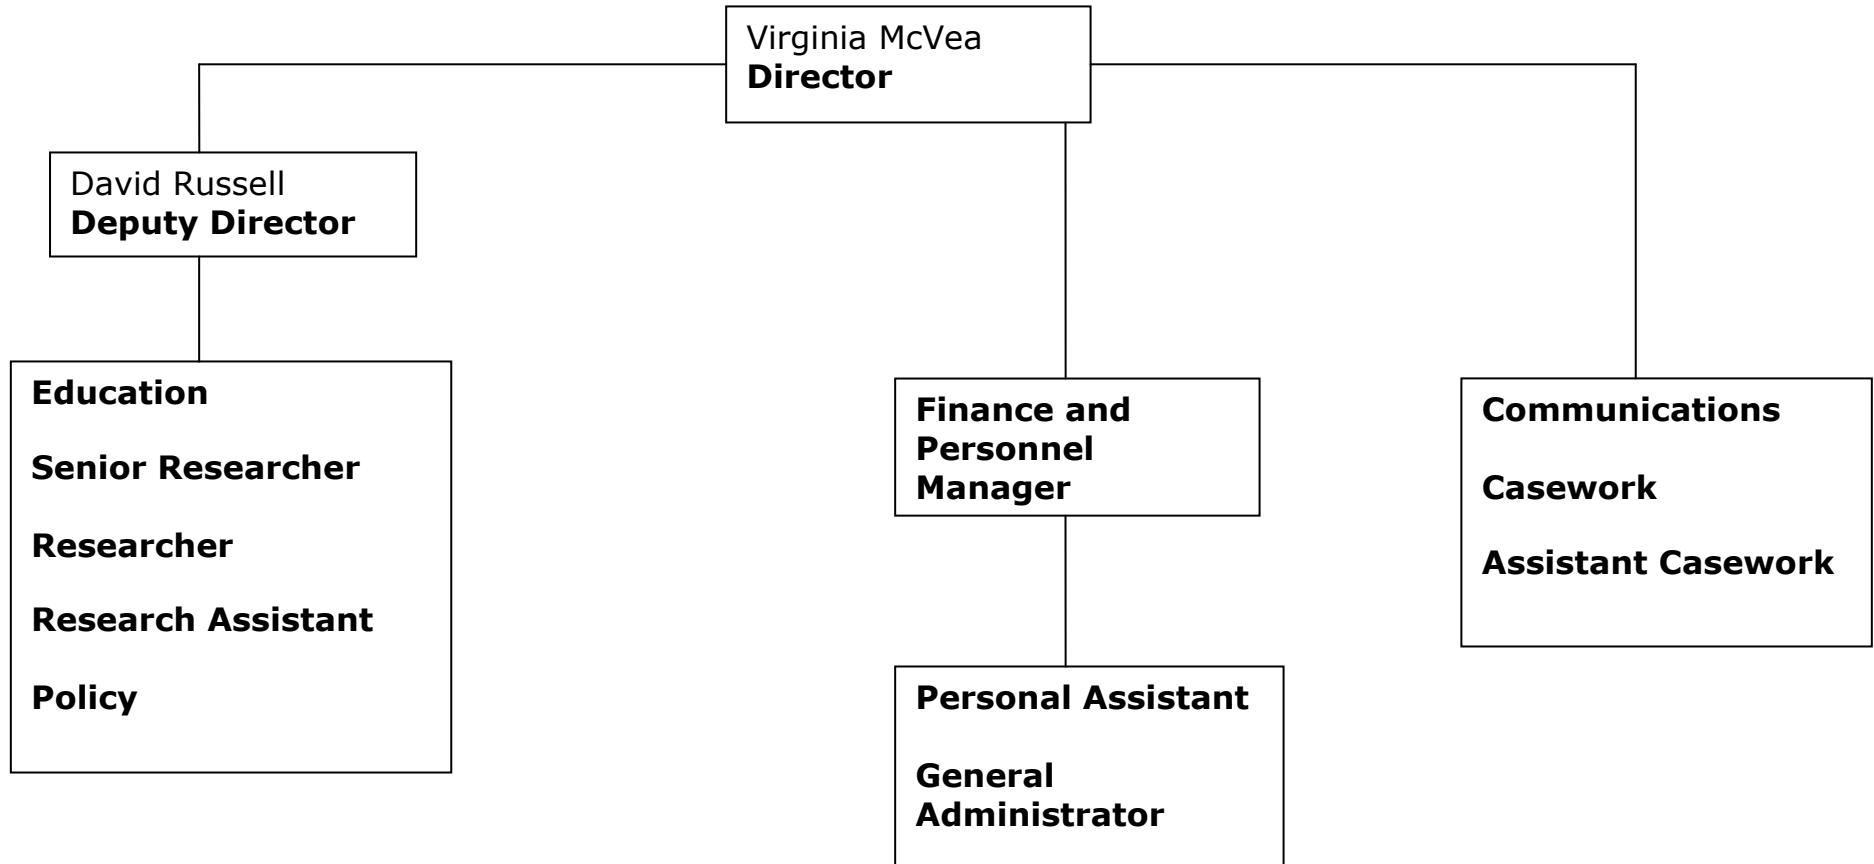 Virginia McVea
Director
David Russell
Deputy Director
Education
Senior Researcher
Researcher
Research Assistant
Policy
Finance and
Personnel
Manager
Personal Assistant
General
Administrator
Communications
Casework
Assistant Casework